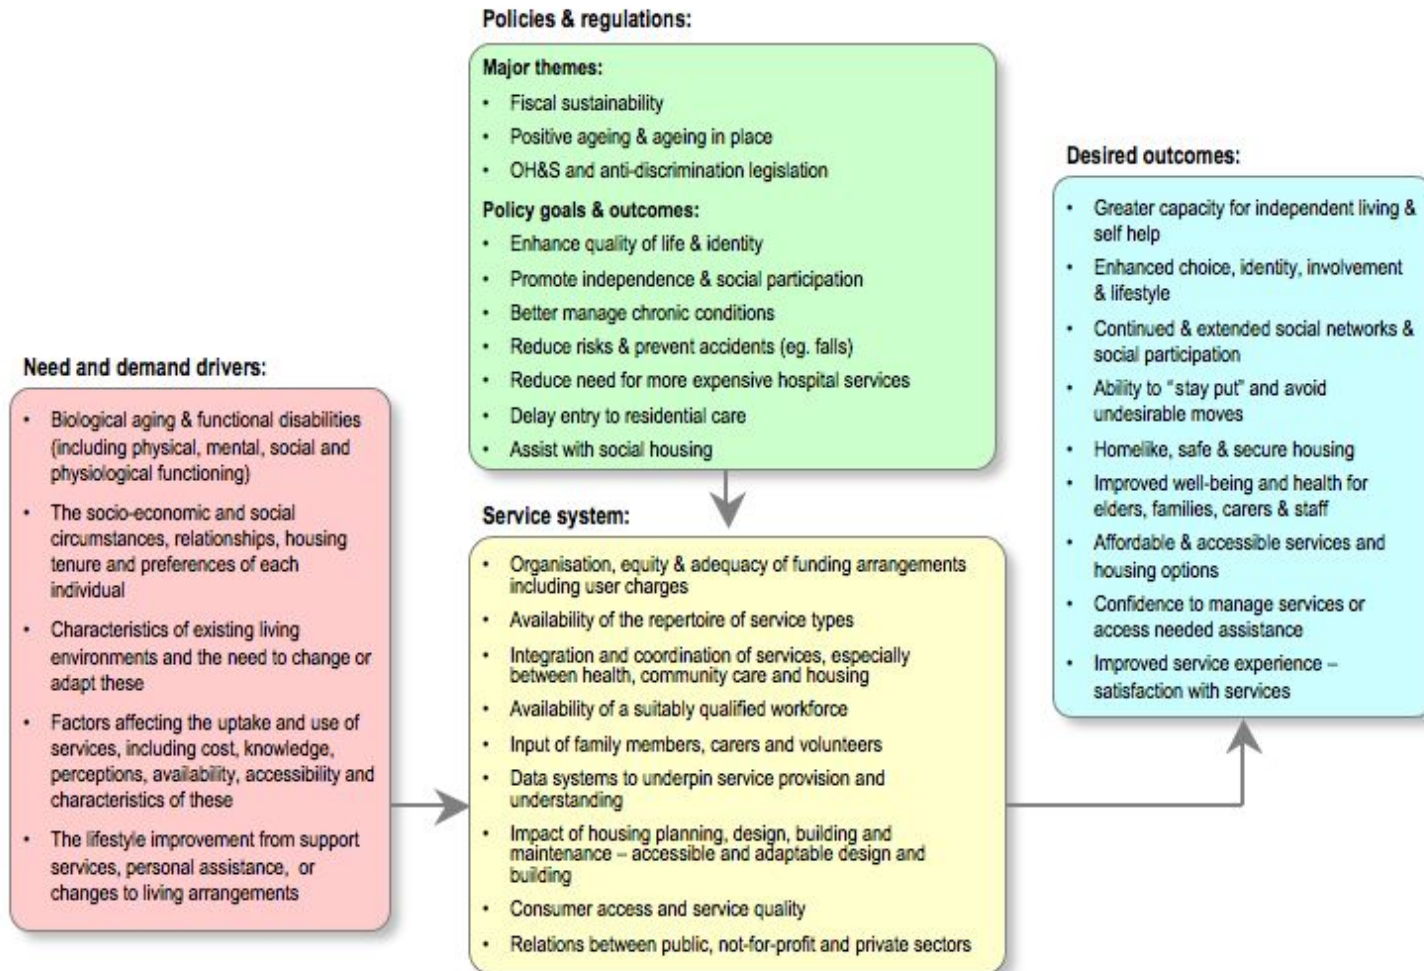 Policies & regulations:
Major themes:
• Fiscal sustainability
• Positive ageing & ageing in place
• OH&S and anti-discrimination legislation
Policy goals & outcomes:
• Enhance quality of life & identity
• Promote independence & social participation
• Better manage chronic conditions
• Reduce risks & prevent accidents (eg. falls)
• Reduce need for more expensive hospital services
• Delay entry to residential care
• Assist with social housing
Need and demand drivers:
• Biological aging & functional disabilities
(including physical, mental, social and
physiological functioning)
• The socio-economic and social
circumstances, relationships, housing
tenure and preferences of each
individual
• Characteristics of existing living
environments and the need to change or
adapt these
• Factors affecting the uptake and use of
services, including cost, knowledge,
perceptions, availability, accessibility and
characteristics of these
• The lifestyle improvement from support
services, personal assistance, or
changes to living arrangements
Service system:
• Organisation, equity & adequacy of funding arrangements
including user charges
• Availability of the repertoire of service types
• Integration and coordination of services, especially
between health, community care and housing
• Availability of a suitably qualified workforce
• Input of family members, carers and volunteers
• Data systems to underpin service provision and
understanding
• Impact of housing planning, design, building and
maintenance – accessible and adaptable design and
building
• Consumer access and service quality
• Relations between public, not-for-profit and private sectors
Desired outcomes:
• Greater capacity for independent living &
self help
• Enhanced choice, identity, involvement
& lifestyle
• Continued & extended social networks &
social participation
• Ability to "stay put" and avoid
undesirable moves
• Homelike, safe & secure housing
• Improved well-being and health for
elders, families, carers & staff
• Affordable & accessible services and
housing options
• Confidence to manage services or
access needed assistance
• Improved service experience –
satisfaction with services